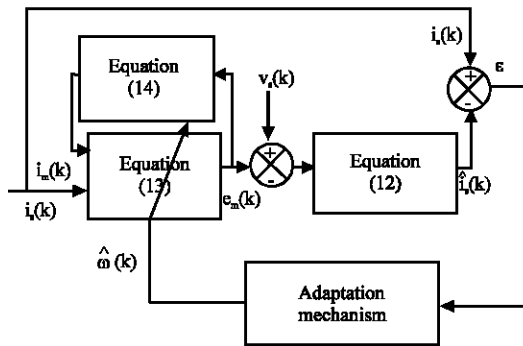 i_s(k)
Equation
(14)
v_s(k)
ε
+
-
+
-
i_m(k)
Equation
(13)
i_s(k)
e_m(k)
Equation
(12)
î_s(k)
ω̂(k)
Adaptation
mechanism